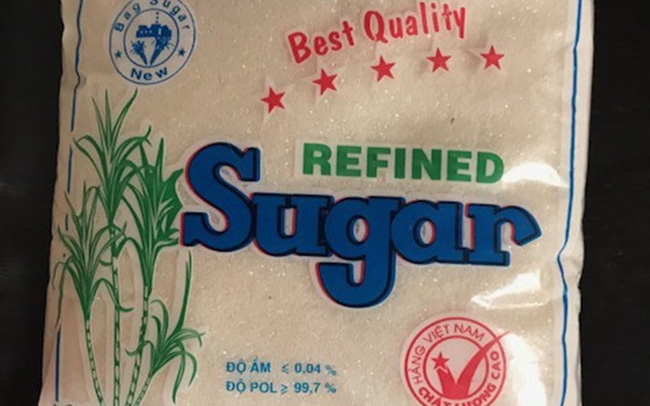 Bag Sugar
New
Best Quality
REFINED
Sugar
ĐỘ ẨM ≤ 0,04 %
ĐỘ POL ≥ 99,7 %
HÀNG VIỆT NAM
CHẤT LƯỢNG CAO